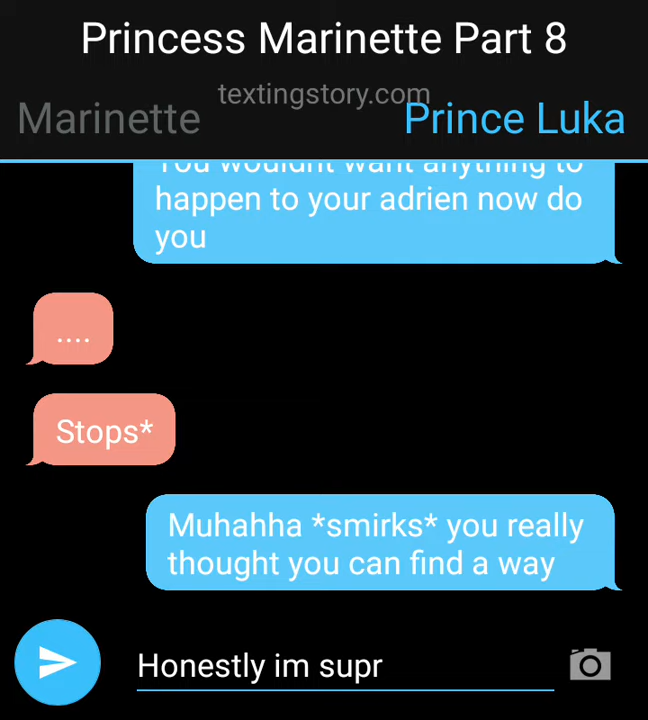 Princess Marinette Part 8
textingstory.com
Marinette
Prince Luka
You wouldnt want anything to
happen to your adrien now do
you
....
Stops*
Muhahha *smirks* you really
thought you can find a way
Honestly im supr